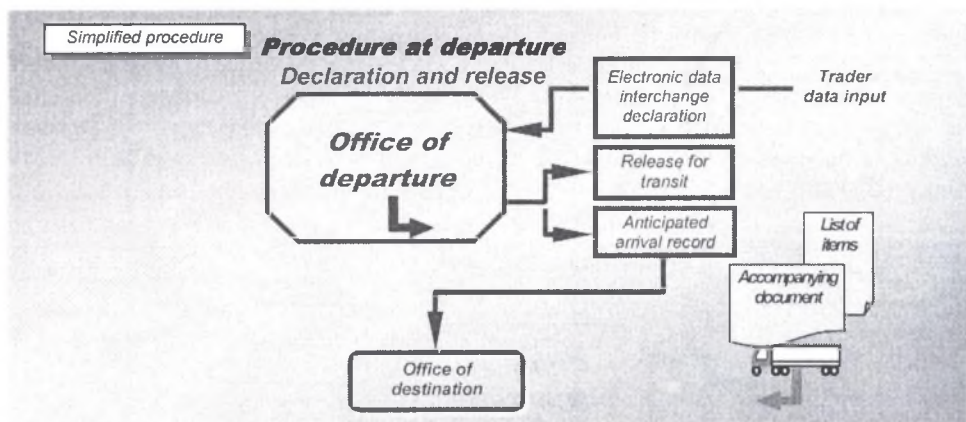 Simplified procedure
Procedure at departure
Declaration and release
Electronic data
interchange
declaration
Trader
data input
Office of
departure
Release for
transit
Anticipated
arrival record
List of
items
Accompanying
document
Office of
destination